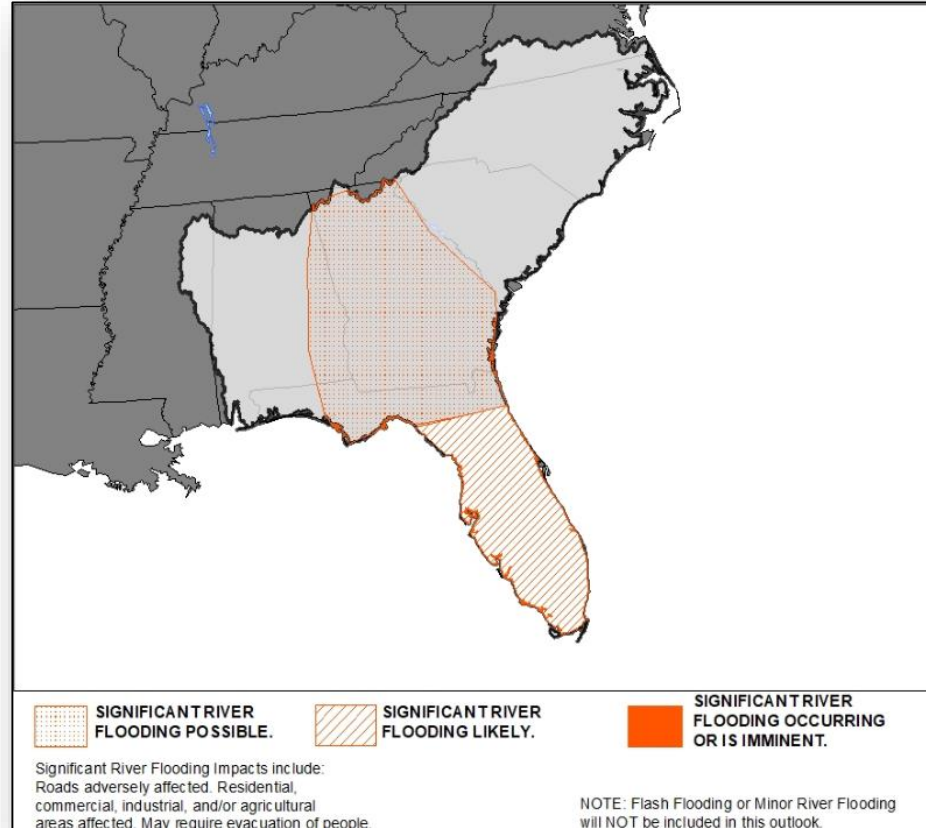 SIGNIFICANT RIVER
FLOODING POSSIBLE.
SIGNIFICANT RIVER
FLOODING LIKELY.
SIGNIFICANT RIVER
FLOODING OCCURRING
OR IS IMMINENT.
Significant River Flooding Impacts include:
Roads adversely affected. Residential,
commercial, industrial, and/or agricultural
areas affected. May require evacuation of people.
NOTE: Flash Flooding or Minor River Flooding
will NOT be included in this outlook.